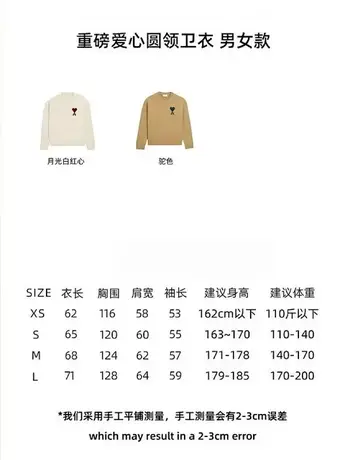 重磅爱心圆领卫衣 男女款
月光白红心 驼色
SIZE 衣长 胸围 肩宽 袖长 建议身高 建议体重
XS 62 116 58 53 162cm以下 110斤以下
S 65 120 60 55 163~170 110-140
M 68 124 62 57 171-178 140-170
L 71 128 64 59 179-185 170-200
*我们采用手工平铺测量，手工测量会有2-3cm误差
which may result in a 2-3cm error